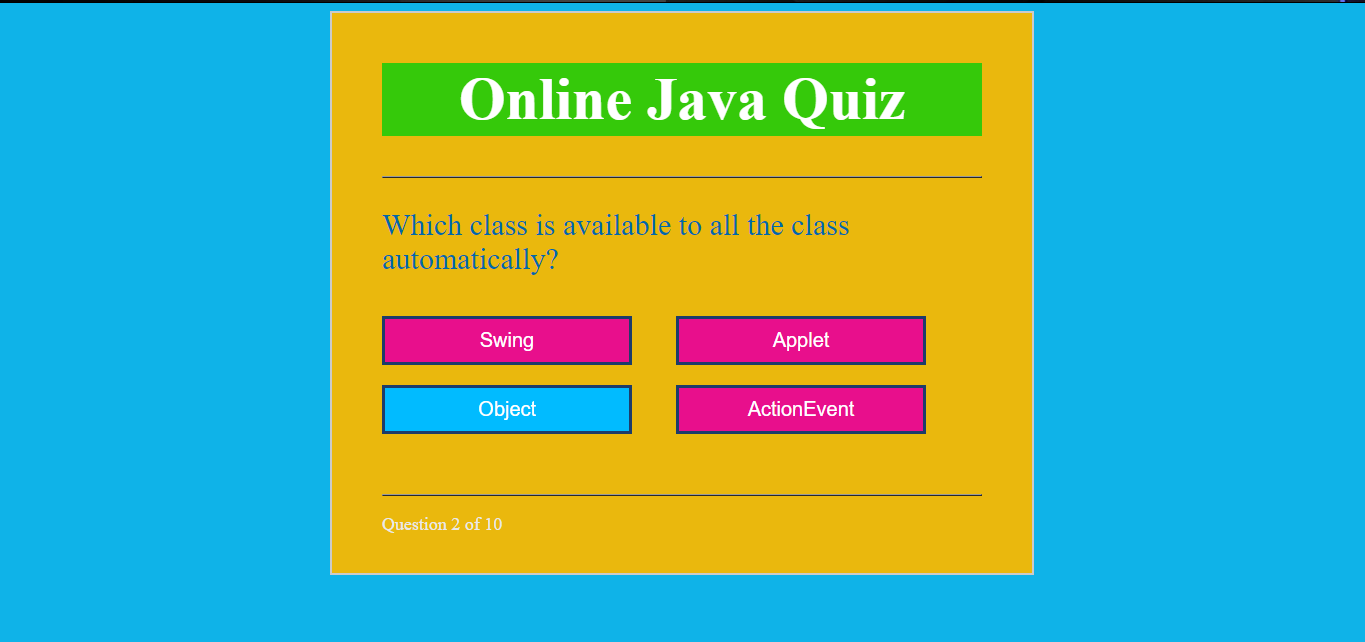 Online Java Quiz
Which class is available to all the class
automatically?
Swing
Applet
Object
ActionEvent
Question 2 of 10